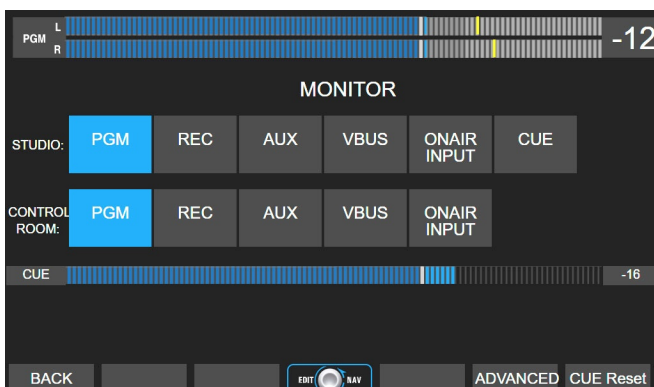 PGM L -12
R
MONITOR
STUDIO: PGM REC AUX VBUS ONAIR INPUT CUE
CONTROL ROOM: PGM REC AUX VBUS ONAIR INPUT
CUE -16
BACK EDIT NAV ADVANCED CUE Reset